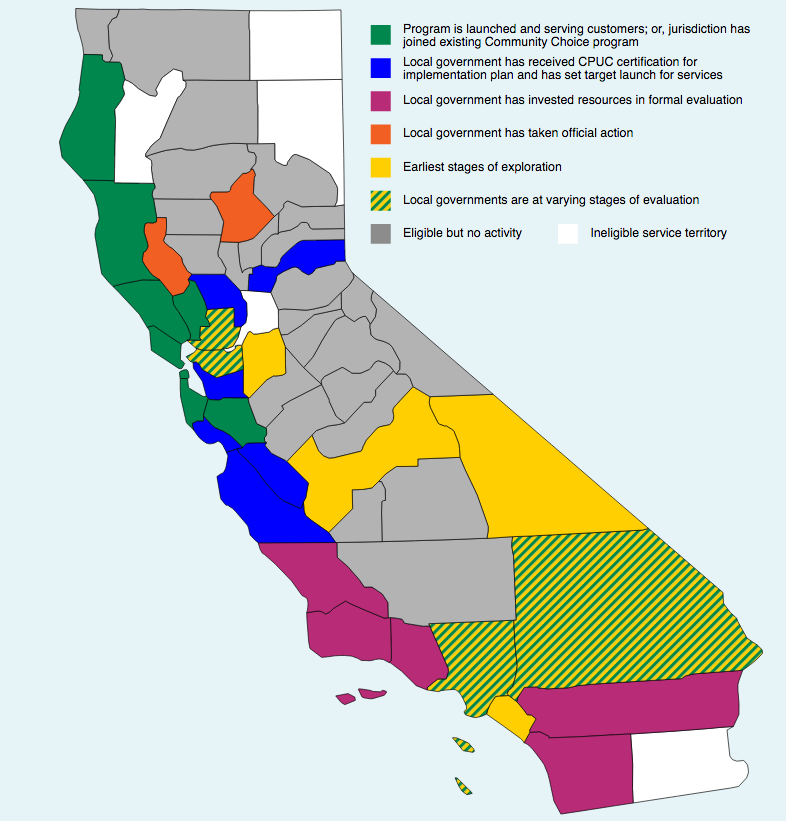 Program is launched and serving customers; or, jurisdiction has
joined existing Community Choice program
Local government has received CPUC certification for
implementation plan and has set target launch for services
Local government has invested resources in formal evaluation
Local government has taken official action
Earliest stages of exploration
Local governments are at varying stages of evaluation
Eligible but no activity
Ineligible service territory